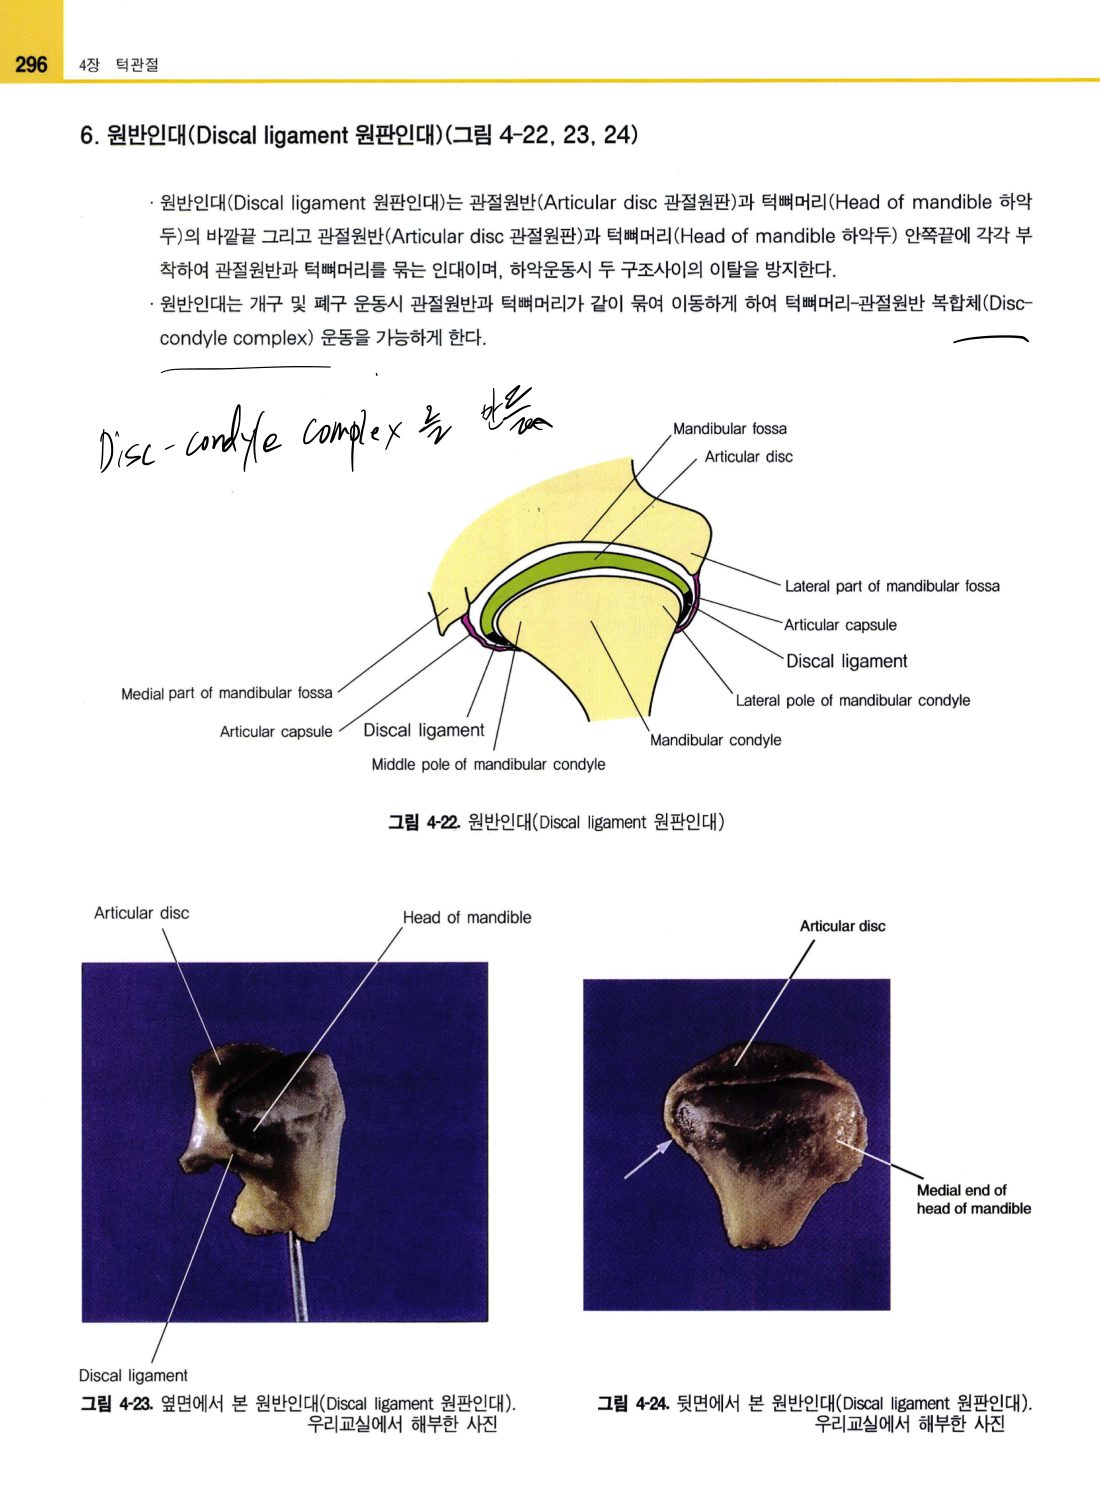 296 4장 턱관절
6. 원반인대(Discal ligament 원판인대)(그림 4-22, 23, 24)
· 원반인대(Discal ligament 원판인대)는 관절원반(Articular disc 관절원판)과 턱뼈머리(Head of mandible 하악
두)의 바깥끝 그리고 관절원반(Articular disc 관절원판)과 턱뼈머리(Head of mandible 하악두) 안쪽끝에 각각 부
착하여 관절원반과 턱뼈머리를 묶는 인대이며, 하악운동시 두 구조사이의 이탈을 방지한다.
· 원반인대는 개구 및 폐구 운동시 관절원반과 턱뼈머리가 같이 묶여 이동하게 하여 턱뼈머리-관절원반 복합체(Disc-
condyle complex) 운동을 가능하게 한다.
Disc-condyle complex를 만듦
Mandibular fossa
Articular disc
Lateral part of mandibular fossa
Articular capsule
Discal ligament
Lateral pole of mandibular condyle
Mandibular condyle
Medial part of mandibular fossa
Articular capsule
Discal ligament
Middle pole of mandibular condyle
그림 4-22. 원반인대(Discal ligament 원판인대)
Articular disc
Head of mandible
Discal ligament
그림 4-23. 옆면에서 본 원반인대(Discal ligament 원판인대).
우리교실에서 해부한 사진
Articular disc
Medial end of
head of mandible
그림 4-24. 뒷면에서 본 원반인대(Discal ligament 원판인대).
우리교실에서 해부한 사진